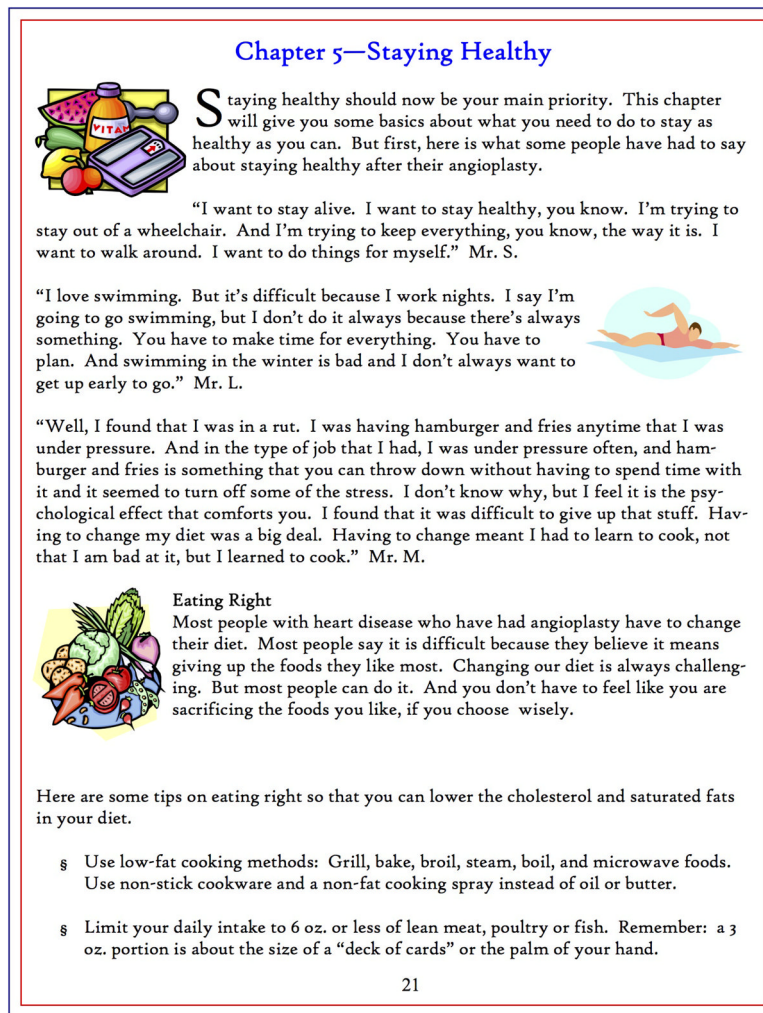 Chapter 5—Staying Healthy
VITAM
Staying healthy should now be your main priority.  This chapter
will give you some basics about what you need to do to stay as
healthy as you can.  But first, here is what some people have had to say
about staying healthy after their angioplasty.
“I want to stay alive.  I want to stay healthy, you know.  I’m trying to
stay out of a wheelchair.  And I’m trying to keep everything, you know, the way it is.  I
want to walk around.  I want to do things for myself.”  Mr. S.
“I love swimming.  But it’s difficult because I work nights.  I say I’m
going to go swimming, but I don’t do it always because there’s always
something.  You have to make time for everything.  You have to
plan.  And swimming in the winter is bad and I don’t always want to
get up early to go.”  Mr. L.
“Well, I found that I was in a rut.  I was having hamburger and fries anytime that I was
under pressure.  And in the type of job that I had, I was under pressure often, and ham-
burger and fries is something that you can throw down without having to spend time with
it and it seemed to turn off some of the stress.  I don’t know why, but I feel it is the psy-
chological effect that comforts you.  I found that it was difficult to give up that stuff.  Hav-
ing to change my diet was a big deal.  Having to change meant I had to learn to cook, not
that I am bad at it, but I learned to cook.”  Mr. M.
Eating Right
Most people with heart disease who have had angioplasty have to change
their diet.  Most people say it is difficult because they believe it means
giving up the foods they like most.  Changing our diet is always challeng-
ing.  But most people can do it.  And you don’t have to feel like you are
sacrificing the foods you like, if you choose  wisely.
Here are some tips on eating right so that you can lower the cholesterol and saturated fats
in your diet.
§ Use low-fat cooking methods:  Grill, bake, broil, steam, boil, and microwave foods.
Use non-stick cookware and a non-fat cooking spray instead of oil or butter.
§ Limit your daily intake to 6 oz. or less of lean meat, poultry or fish.  Remember:  a 3
oz. portion is about the size of a “deck of cards” or the palm of your hand.
21